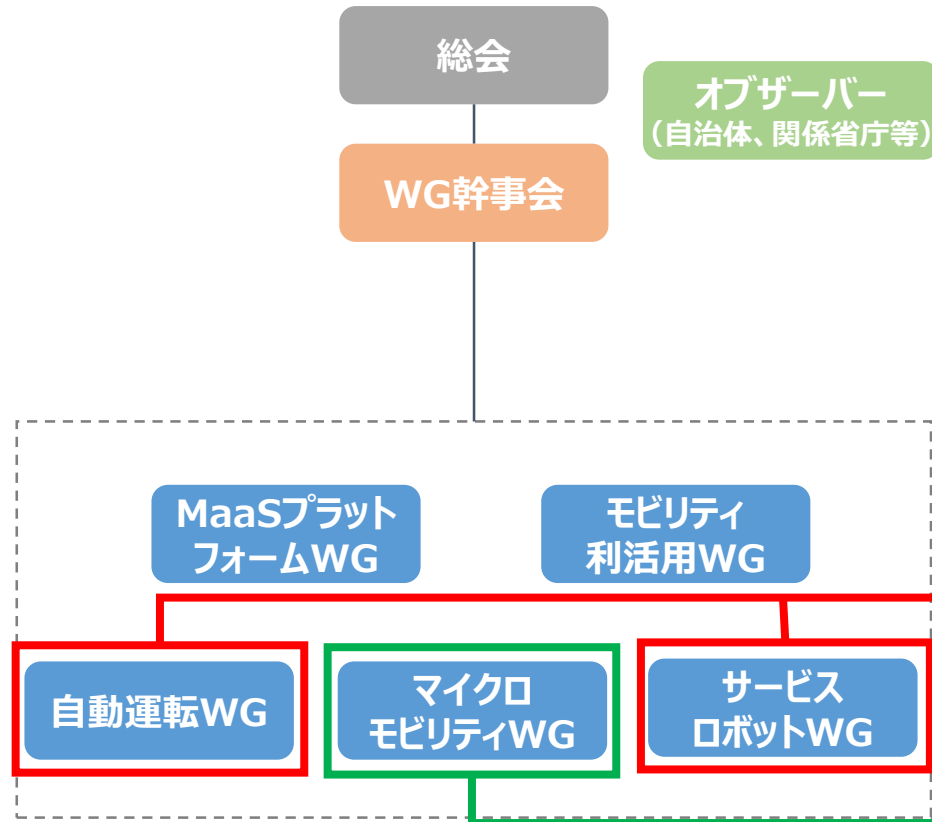 総会
オブザーバー
（自治体、関係省庁等）
WG幹事会
MaaSプラット
フォームWG
モビリティ
利活用WG
自動運転WG
マイクロ
モビリティWG
サービス
ロボットWG